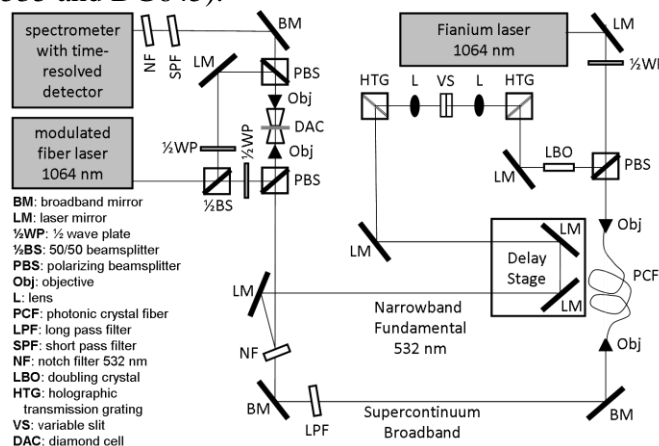 spectrometer
with time-
resolved
detector
modulated
fiber laser
1064 nm
NF
SPF
BM
LM
PBS
Obj
DAC
Obj
½WP
½WP
½BS
PBS
Fianium laser
1064 nm
LM
HTG
L
VS
L
HTG
LBO
LM
PBS
LM
Delay
Stage
LM
LM
Obj
PCF
Obj
LM
Narrowband
Fundamental
532 nm
NF
BM
LPF
Supercontinuum
Broadband
BM
BM: broadband mirror
LM: laser mirror
½WP: ½ wave plate
½BS: 50/50 beamsplitter
PBS: polarizing beamsplitter
Obj: objective
L: lens
PCF: photonic crystal fiber
LPF: long pass filter
SPF: short pass filter
NF: notch filter 532 nm
LBO: doubling crystal
HTG: holographic
transmission grating
VS: variable slit
DAC: diamond cell